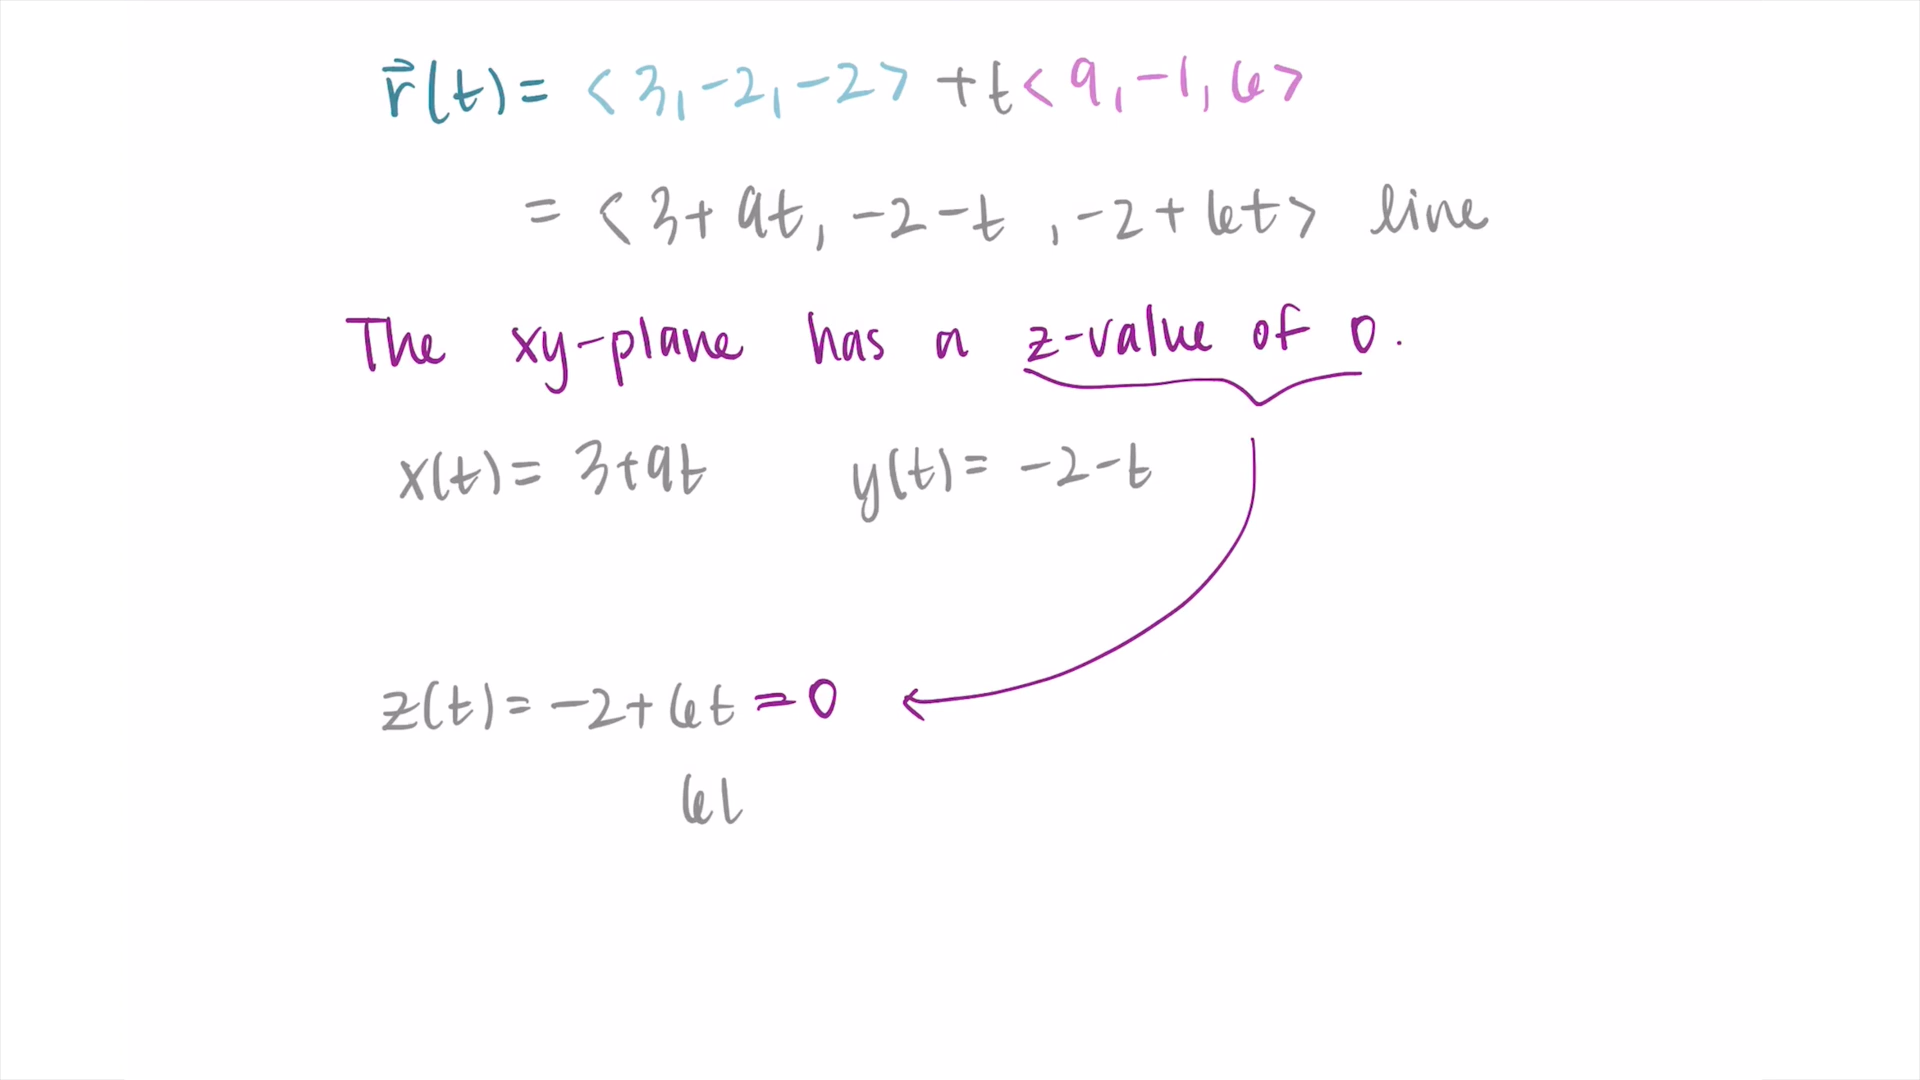 r⃗(t) = <3, -2, -2> + t<9, -1, 6>
= <3+9t, -2-t, -2+6t> line
The xy-plane has a z-value of 0.
x(t) = 3+9t y(t) = -2-t
z(t) = -2+6t = 0